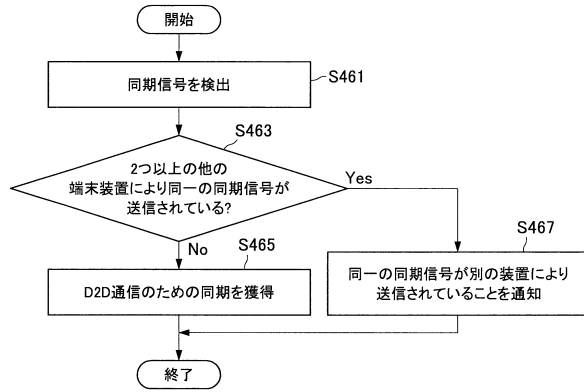 開始
同期信号を検出
S461
S463
2つ以上の他の
端末装置により同一の同期信号が
送信されている?
Yes
No
S465
D2D通信のための同期を獲得
S467
同一の同期信号が別の装置により
送信されていることを通知
終了